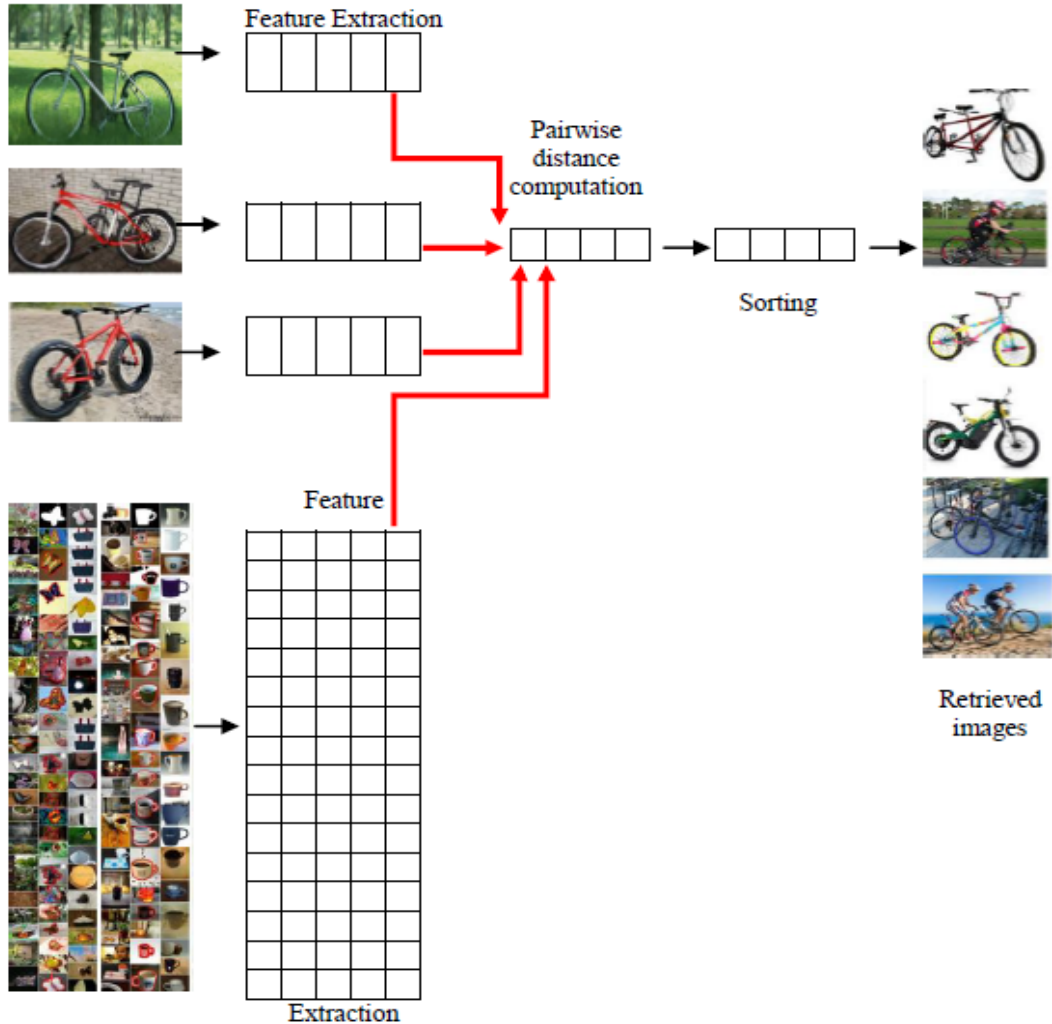 Feature Extraction
Pairwise
distance
computation
Sorting
Feature
Extraction
Retrieved
images